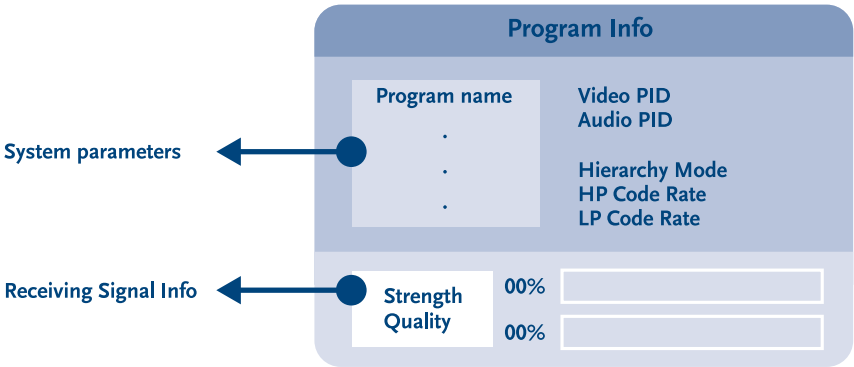 Program Info
Program name
.
.
.
Video PID
Audio PID
Hierarchy Mode
HP Code Rate
LP Code Rate
System parameters
Receiving Signal Info
Strength 00%
Quality 00%